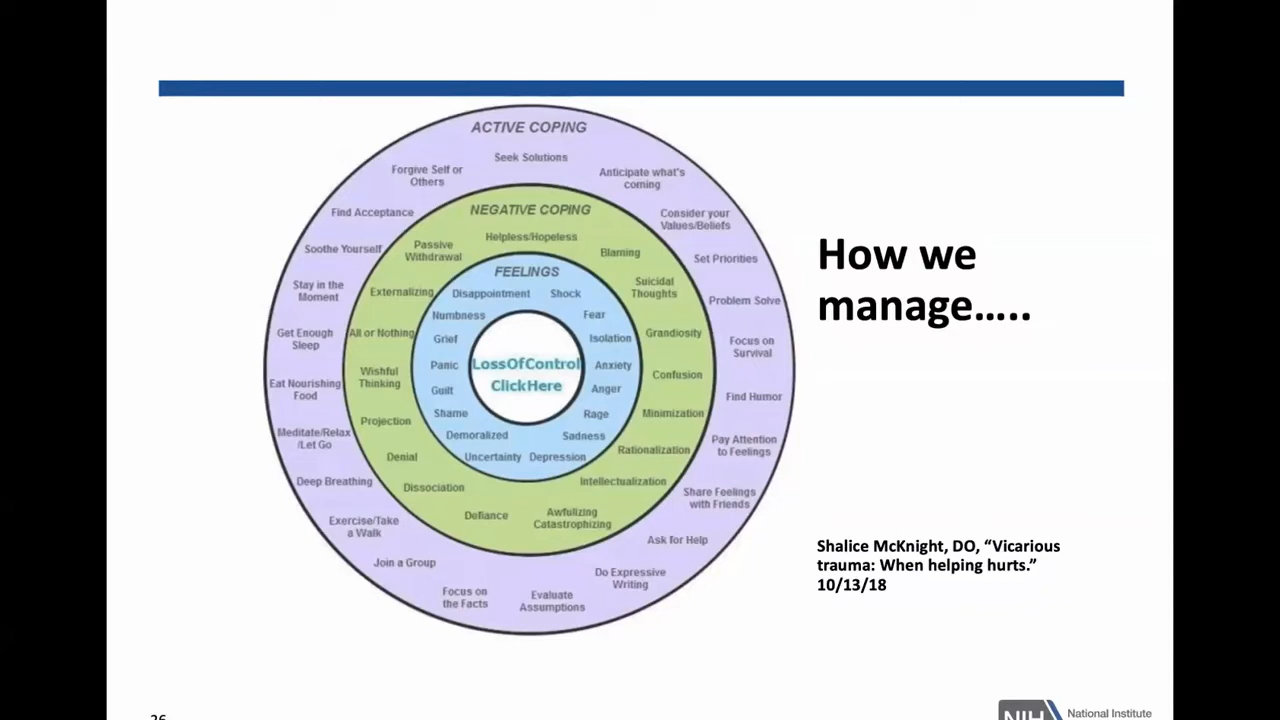 ACTIVE COPING
Seek Solutions
Anticipate what's
coming
Consider your
Values/Beliefs
Set Priorities
Problem Solve
Focus on
Survival
Find Humor
Pay Attention
to Feelings
Share Feelings
with Friends
Ask for Help
Do Expressive
Writing
Evaluate
Assumptions
Focus on
the Facts
Join a Group
Exercise/Take
a Walk
Deep Breathing
Meditate/Relax
/Let Go
Eat Nourishing
Food
Get Enough
Sleep
Stay in the
Moment
Soothe Yourself
Find Acceptance
Forgive Self or
Others
NEGATIVE COPING
Helpless/Hopeless
Blaming
Suicidal
Thoughts
Grandiosity
Confusion
Minimization
Rationalization
Intellectualization
Awfulizing
Catastrophizing
Defiance
Dissociation
Denial
Projection
Wishful
Thinking
All or Nothing
Externalizing
Passive
Withdrawal
FEELINGS
Disappointment
Shock
Fear
Isolation
Anxiety
Anger
Rage
Sadness
Depression
Uncertainty
Demoralized
Shame
Guilt
Panic
Grief
Numbness
LossOfControl
ClickHere
How we
manage…..
Shalice McKnight, DO, “Vicarious
trauma: When helping hurts.”
10/13/18
26
NIH
National Institute